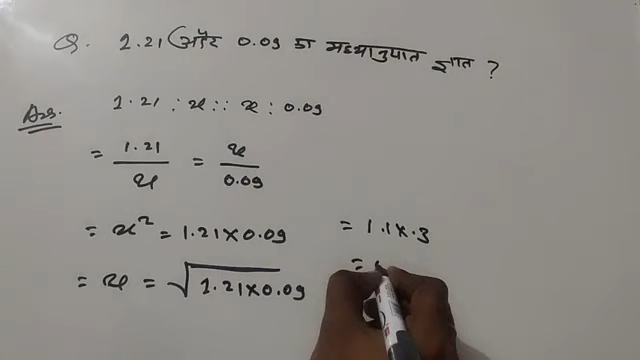 Q. 1.21 और 0.09 का मध्यानुपात ज्ञात ?
Ans. 1.21 : x :: x : 0.09
= 1.21/x = x/0.09
= x² = 1.21×0.09
= x = √1.21×0.09
= 1.1×.3
=